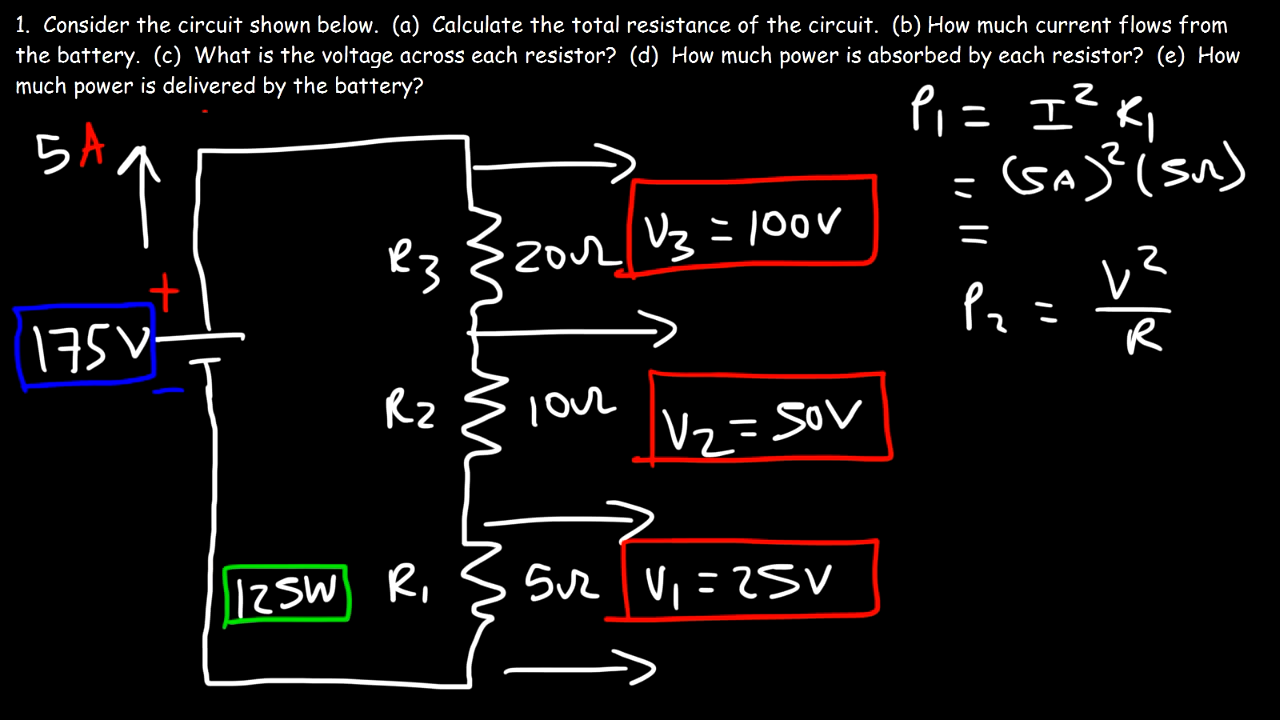 1. Consider the circuit shown below. (a) Calculate the total resistance of the circuit. (b) How much current flows from
the battery. (c) What is the voltage across each resistor? (d) How much power is absorbed by each resistor? (e) How
much power is delivered by the battery?
5 A
P₁ = I² R₁
= (5A)² (5Ω)
=
P₂ = V²/R
R₃ 20Ω V₃ = 100V
175V + −
R₂ 10Ω V₂ = 50V
125W R₁ 5Ω V₁ = 25V